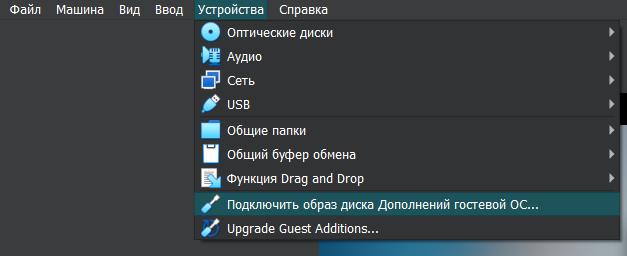 Файл Машина Вид Ввод Устройства Справка
Оптические диски
Аудио
Сеть
USB
Общие папки
Общий буфер обмена
Функция Drag and Drop
Подключить образ диска Дополнений гостевой ОС...
Upgrade Guest Additions...